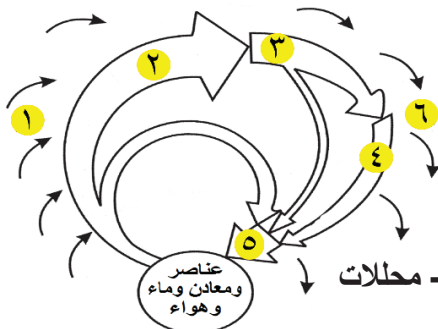 ١
٢
٣
٤
٥
٦
- محللات
عناصر
ومعادن وماء
وهواء